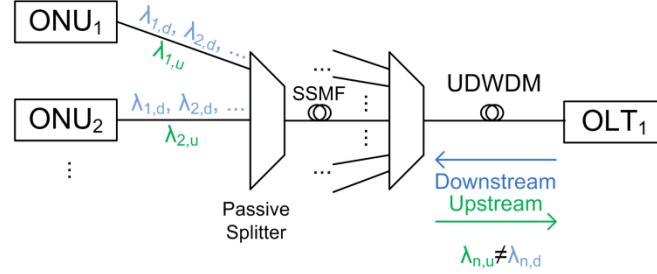 ONU₁
λ₁,d, λ₂,d, ...
λ₁,u
ONU₂
λ₁,d, λ₂,d, ...
λ₂,u
⋮
Passive
Splitter
SSMF
...
⋮
⋮
...
UDWDM
OLT₁
Downstream
Upstream
λn,u≠λn,d